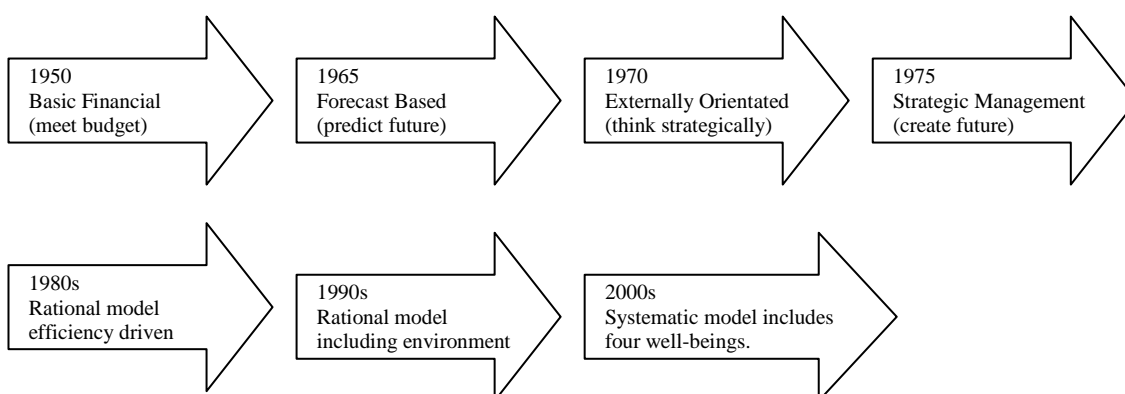 1950
Basic Financial
(meet budget)
1965
Forecast Based
(predict future)
1970
Externally Orientated
(think strategically)
1975
Strategic Management
(create future)
1980s
Rational model
efficiency driven
1990s
Rational model
including environment
2000s
Systematic model includes
four well-beings.